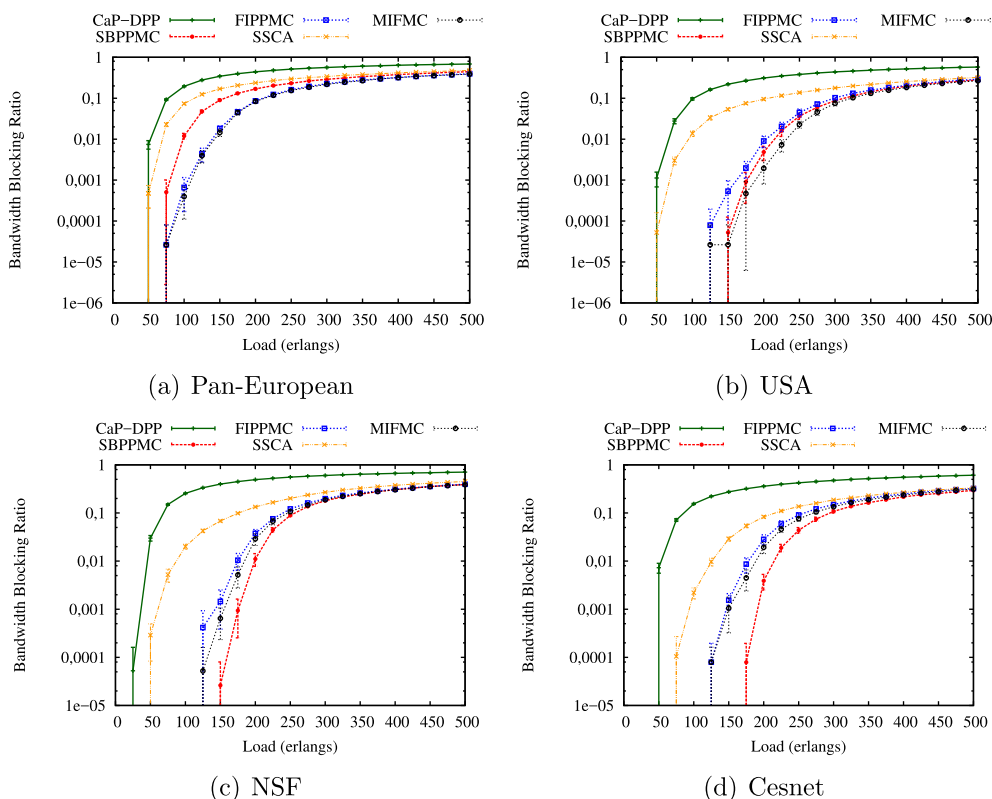 CaP−DPP FIPPMC MIFMC
SBPPMC SSCA
Bandwidth Blocking Ratio
1
0.1
0.01
0,001
0,0001
1e−05
1e−06
0 50 100 150 200 250 300 350 400 450 500
Load (erlangs)
(a) Pan-European
CaP−DPP FIPPMC MIFMC
SBPPMC SSCA
Bandwidth Blocking Ratio
1
0.1
0.01
0,001
0,0001
1e−05
1e−06
0 50 100 150 200 250 300 350 400 450 500
Load (erlangs)
(b) USA
CaP−DPP FIPPMC MIFMC
SBPPMC SSCA
Bandwidth Blocking Ratio
1
0.1
0.01
0,001
0,0001
1e−05
0 50 100 150 200 250 300 350 400 450 500
Load (erlangs)
(c) NSF
CaP−DPP FIPPMC MIFMC
SBPPMC SSCA
Bandwidth Blocking Ratio
1
0.1
0.01
0,001
0,0001
1e−05
0 50 100 150 200 250 300 350 400 450 500
Load (erlangs)
(d) Cesnet